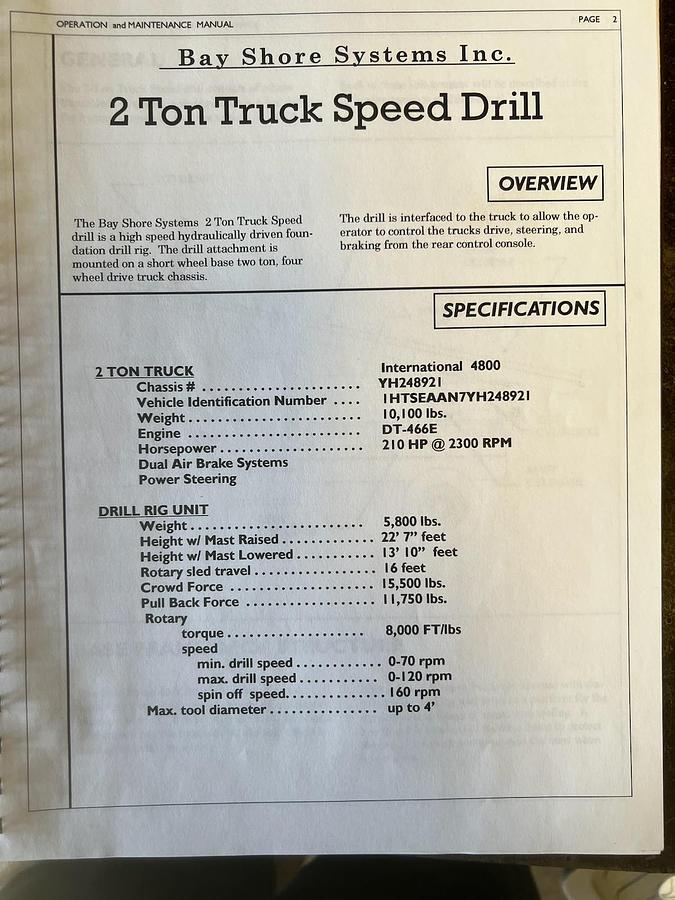 OPERATION and MAINTENANCE MANUAL PAGE 2
Bay Shore Systems Inc.
2 Ton Truck Speed Drill
OVERVIEW
The Bay Shore Systems 2 Ton Truck Speed
drill is a high speed hydraulically driven foun-
dation drill rig. The drill attachment is
mounted on a short wheel base two ton, four
wheel drive truck chassis.
The drill is interfaced to the truck to allow the op-
erator to control the trucks drive, steering, and
braking from the rear control console.
SPECIFICATIONS
2 TON TRUCK International 4800
Chassis # ...................... YH248921
Vehicle Identification Number .... 1HTSEAAN7YH248921
Weight........................ 10,100 lbs.
Engine ........................ DT-466E
Horsepower.................... 210 HP @ 2300 RPM
Dual Air Brake Systems
Power Steering
DRILL RIG UNIT
Weight........................ 5,800 lbs.
Height w/ Mast Raised............. 22' 7" feet
Height w/ Mast Lowered........... 13' 10" feet
Rotary sled travel................. 16 feet
Crowd Force .................... 15,500 lbs.
Pull Back Force .................. 11,750 lbs.
Rotary
torque................... 8,000 FT/lbs
speed
min. drill speed............ 0-70 rpm
max. drill speed........... 0-120 rpm
spin off speed.............. 160 rpm
Max. tool diameter............... up to 4'